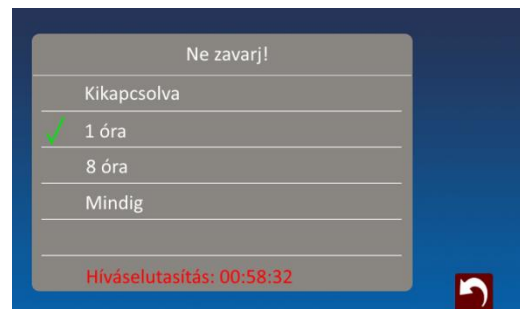 Ne zavarj!
Kikapcsolva
1 óra
8 óra
Mindig
Híváselutasítás: 00:58:32